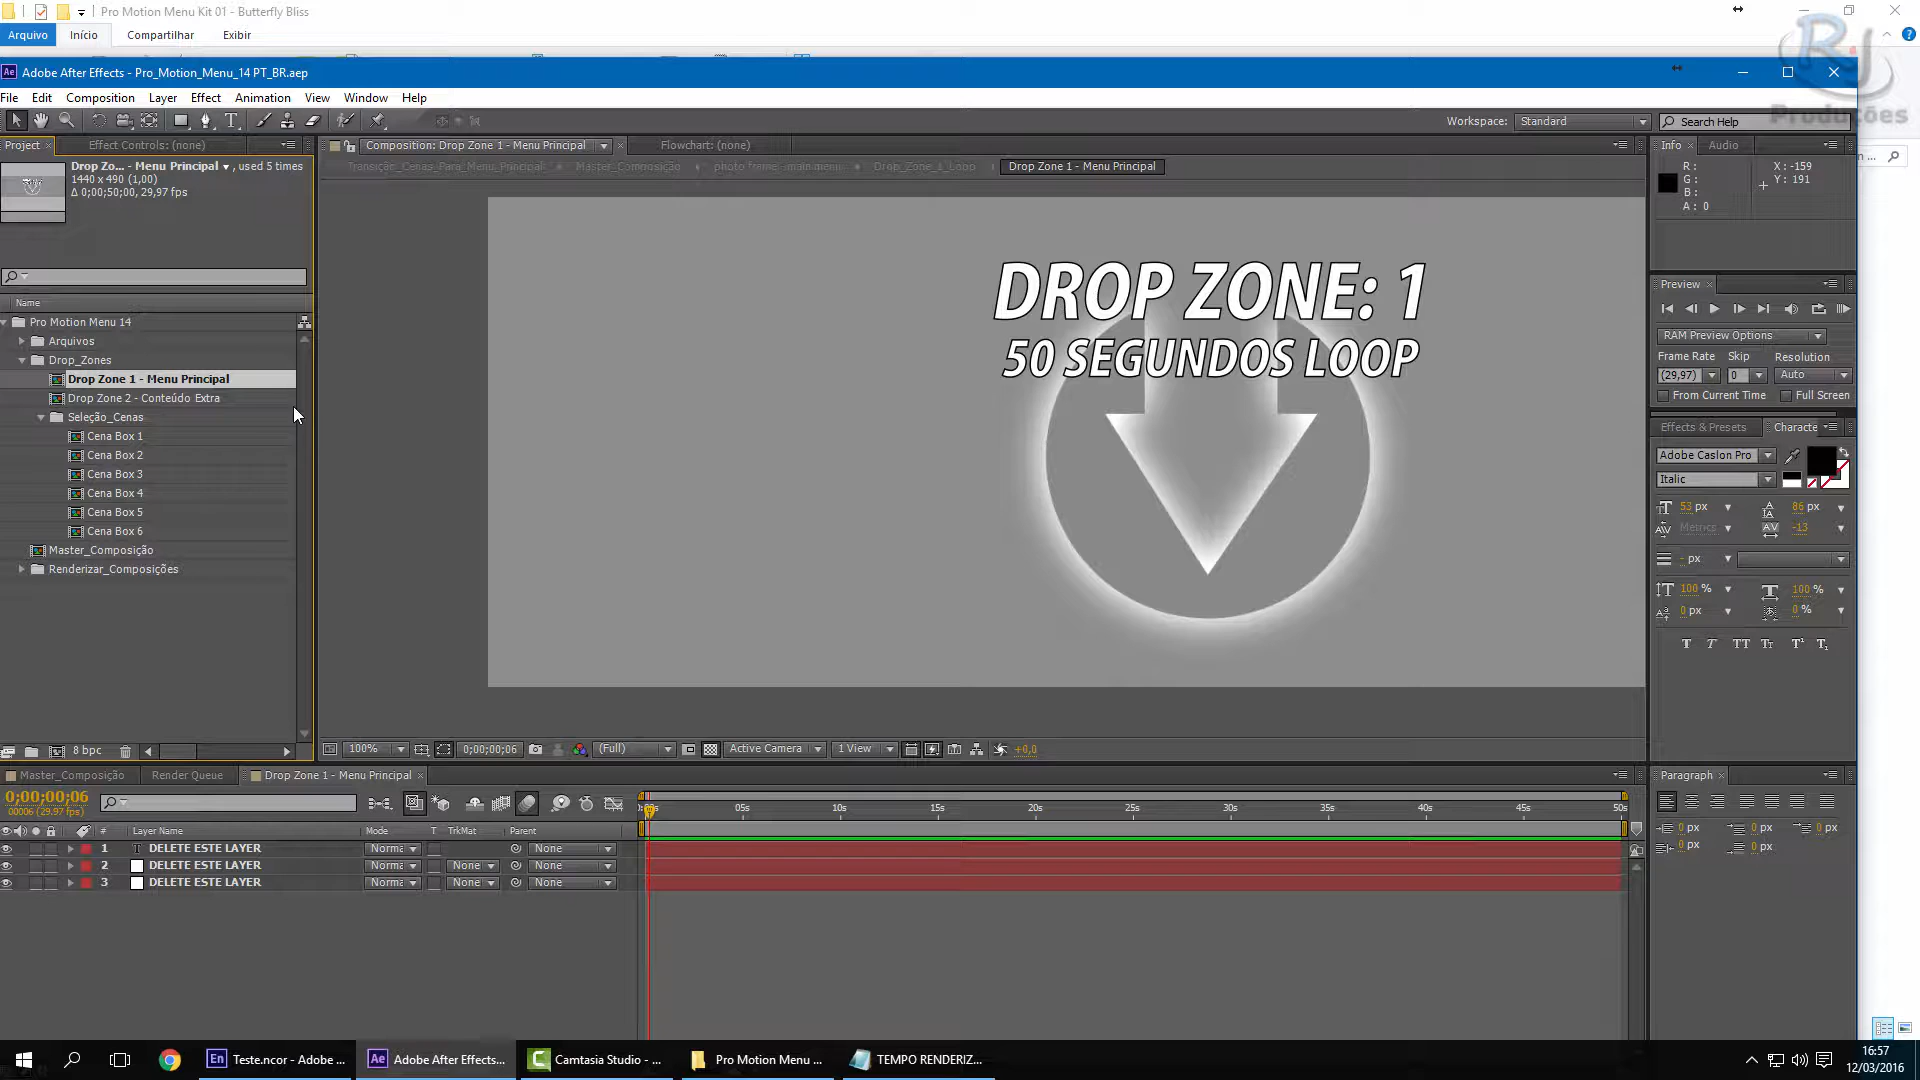 Pro Motion Menu Kit 01 - Butterfly Bliss
Arquivo Início Compartilhar Exibir
RJ Produções
Ae Adobe After Effects - Pro_Motion_Menu_14 PT_BR.aep
File Edit Composition Layer Effect Animation View Window Help
Workspace: Standard Search Help
Project Effect Controls: (none) Composition: Drop Zone 1 - Menu Principal Flowchart: (none) Info Audio
Transição_Cenas_Para_Menu_Principal Master_Composição photo frame - main menu Drop_Zone_1_Loop Drop Zone 1 - Menu Principal
Drop Zo... - Menu Principal, used 5 times
1440 x 490 (1,00)
Δ 0;00;50;00, 29,97 fps
R:
G:
B:
A: 0
X: -159
Y: 191
Name
Pro Motion Menu 14
Arquivos
Drop_Zones
Drop Zone 1 - Menu Principal
Drop Zone 2 - Conteúdo Extra
Seleção_Cenas
Cena Box 1
Cena Box 2
Cena Box 3
Cena Box 4
Cena Box 5
Cena Box 6
Master_Composição
Renderizar_Composições
8 bpc
DROP ZONE: 1
50 SEGUNDOS LOOP
100% 0;00;00;06 (Full) Active Camera 1 View +0,0
Preview
RAM Preview Options
Frame Rate Skip Resolution
(29,97) 0 Auto
From Current Time Full Screen
Effects & Presets Characte
Adobe Caslon Pro
Italic
53 px 86 px
Metrics -13
- px
100 % 100 %
0 px 0 %
T T TT Tt T¹ T₁
Master_Composição Render Queue Drop Zone 1 - Menu Principal
0;00;00;06
00006 (29.97 fps)
05s 10s 15s 20s 25s 30s 35s 40s 45s 50s
# Layer Name Mode T TrkMat Parent
1 T DELETE ESTE LAYER Norma None
2 DELETE ESTE LAYER Norma None None
3 DELETE ESTE LAYER Norma None None
Paragraph
0 px 0 px 0 px
0 px 0 px
En Teste.ncor - Adobe ... Ae Adobe After Effects... Camtasia Studio - ... Pro Motion Menu ... TEMPO RENDERIZ...
16:57
12/03/2016